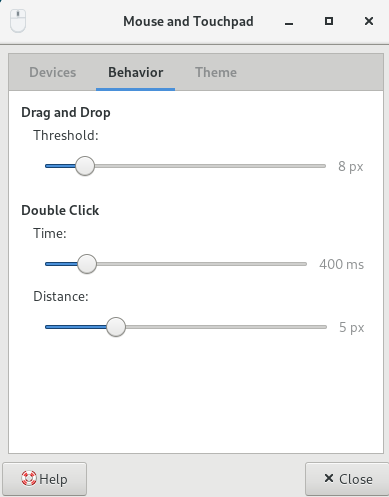 Mouse and Touchpad
Devices Behavior Theme
Drag and Drop
Threshold:
8 px
Double Click
Time:
400 ms
Distance:
5 px
Help Close